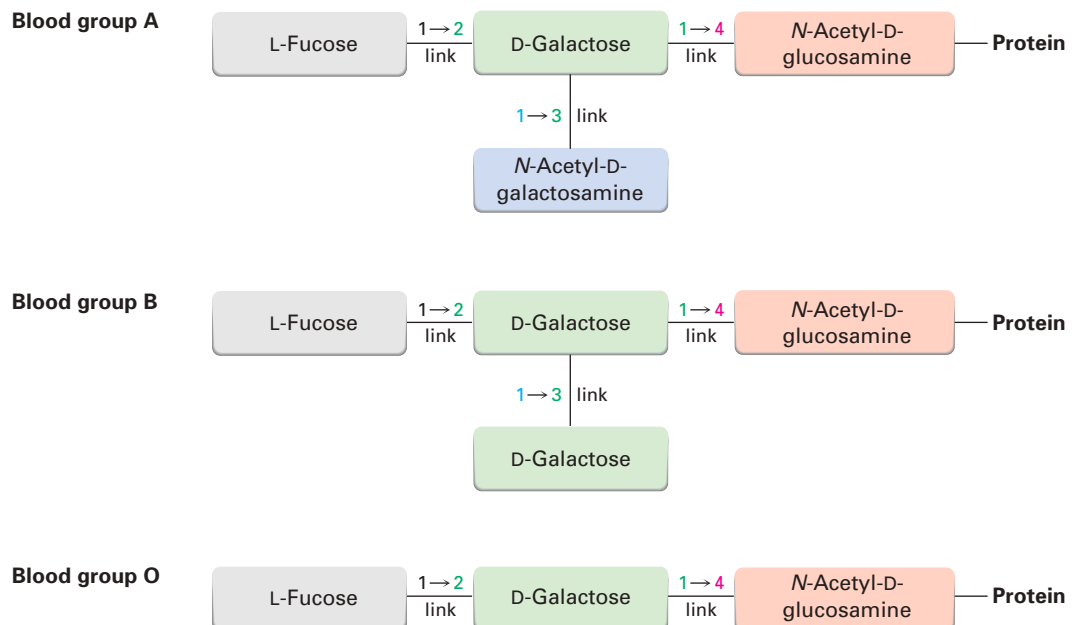 Blood group A
L-Fucose
1→2
link
D-Galactose
1→4
link
N-Acetyl-D-
glucosamine
Protein
1→3 link
N-Acetyl-D-
galactosamine
Blood group B
L-Fucose
1→2
link
D-Galactose
1→4
link
N-Acetyl-D-
glucosamine
Protein
1→3 link
D-Galactose
Blood group O
L-Fucose
1→2
link
D-Galactose
1→4
link
N-Acetyl-D-
glucosamine
Protein